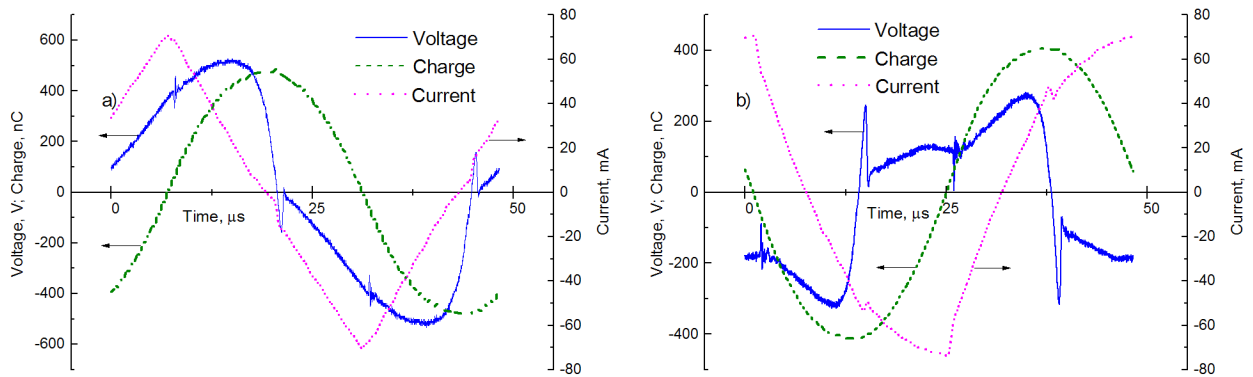 600
400
200
0
-200
-400
-600
Voltage, V; Charge, nC
a)
Voltage
Charge
Current
0
25
50
Time, μs
80
60
40
20
0
-20
-40
-60
-80
Current, mA
400
200
0
-200
-400
Voltage, V; Charge, nC
b)
Voltage
Charge
Current
0
25
50
Time, μs
80
60
40
20
0
-20
-40
-60
-80
Current, mA